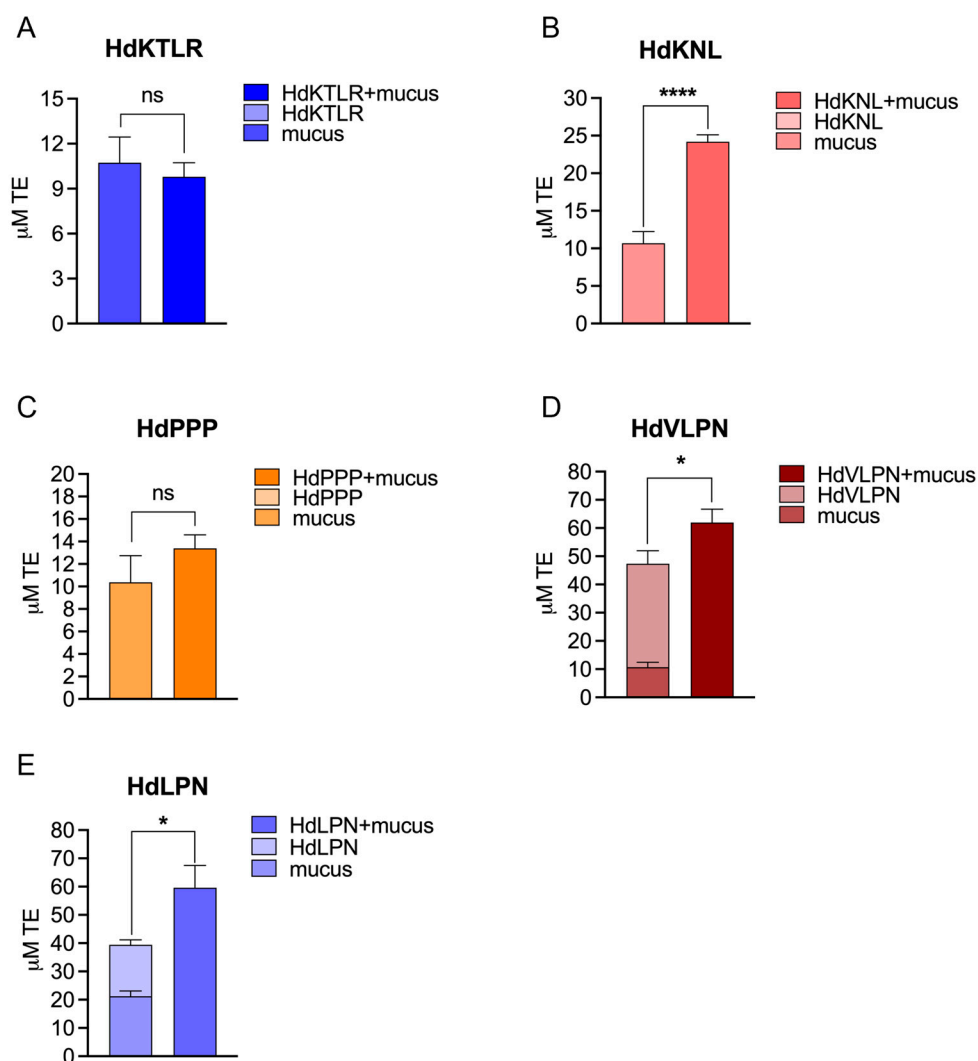 A
HdKTLR
ns
HdKTLR+mucus
HdKTLR
mucus
μM TE
15
12
9
6
3
0
B
HdKNL
****
HdKNL+mucus
HdKNL
mucus
μM TE
30
25
20
15
10
5
0
C
HdPPP
ns
HdPPP+mucus
HdPPP
mucus
μM TE
20
18
16
14
12
10
8
6
4
2
0
D
HdVLPN
*
HdVLPN+mucus
HdVLPN
mucus
μM TE
80
70
60
50
40
30
20
10
0
E
HdLPN
*
HdLPN+mucus
HdLPN
mucus
μM TE
80
70
60
50
40
30
20
10
0